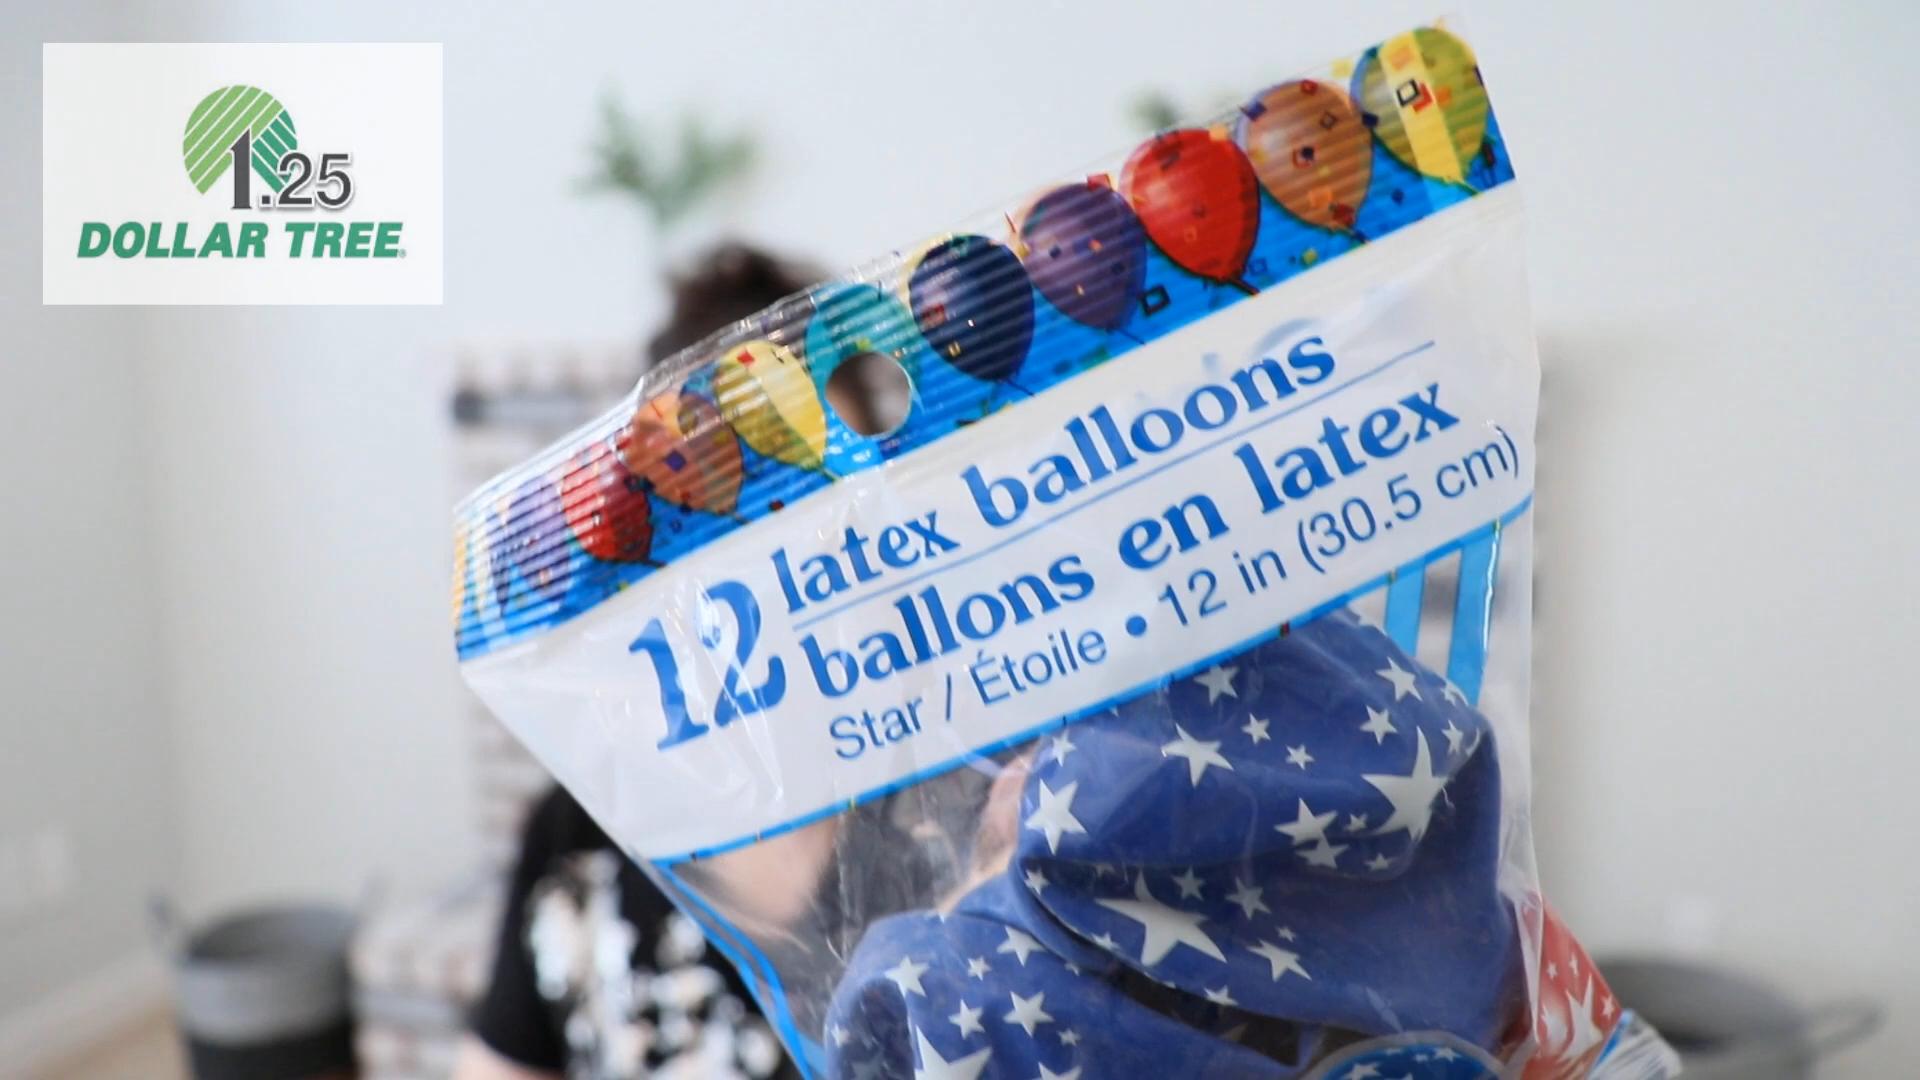 1.25
DOLLAR TREE
12 latex balloons
ballons en latex
Star / Étoile • 12 in (30.5 cm)